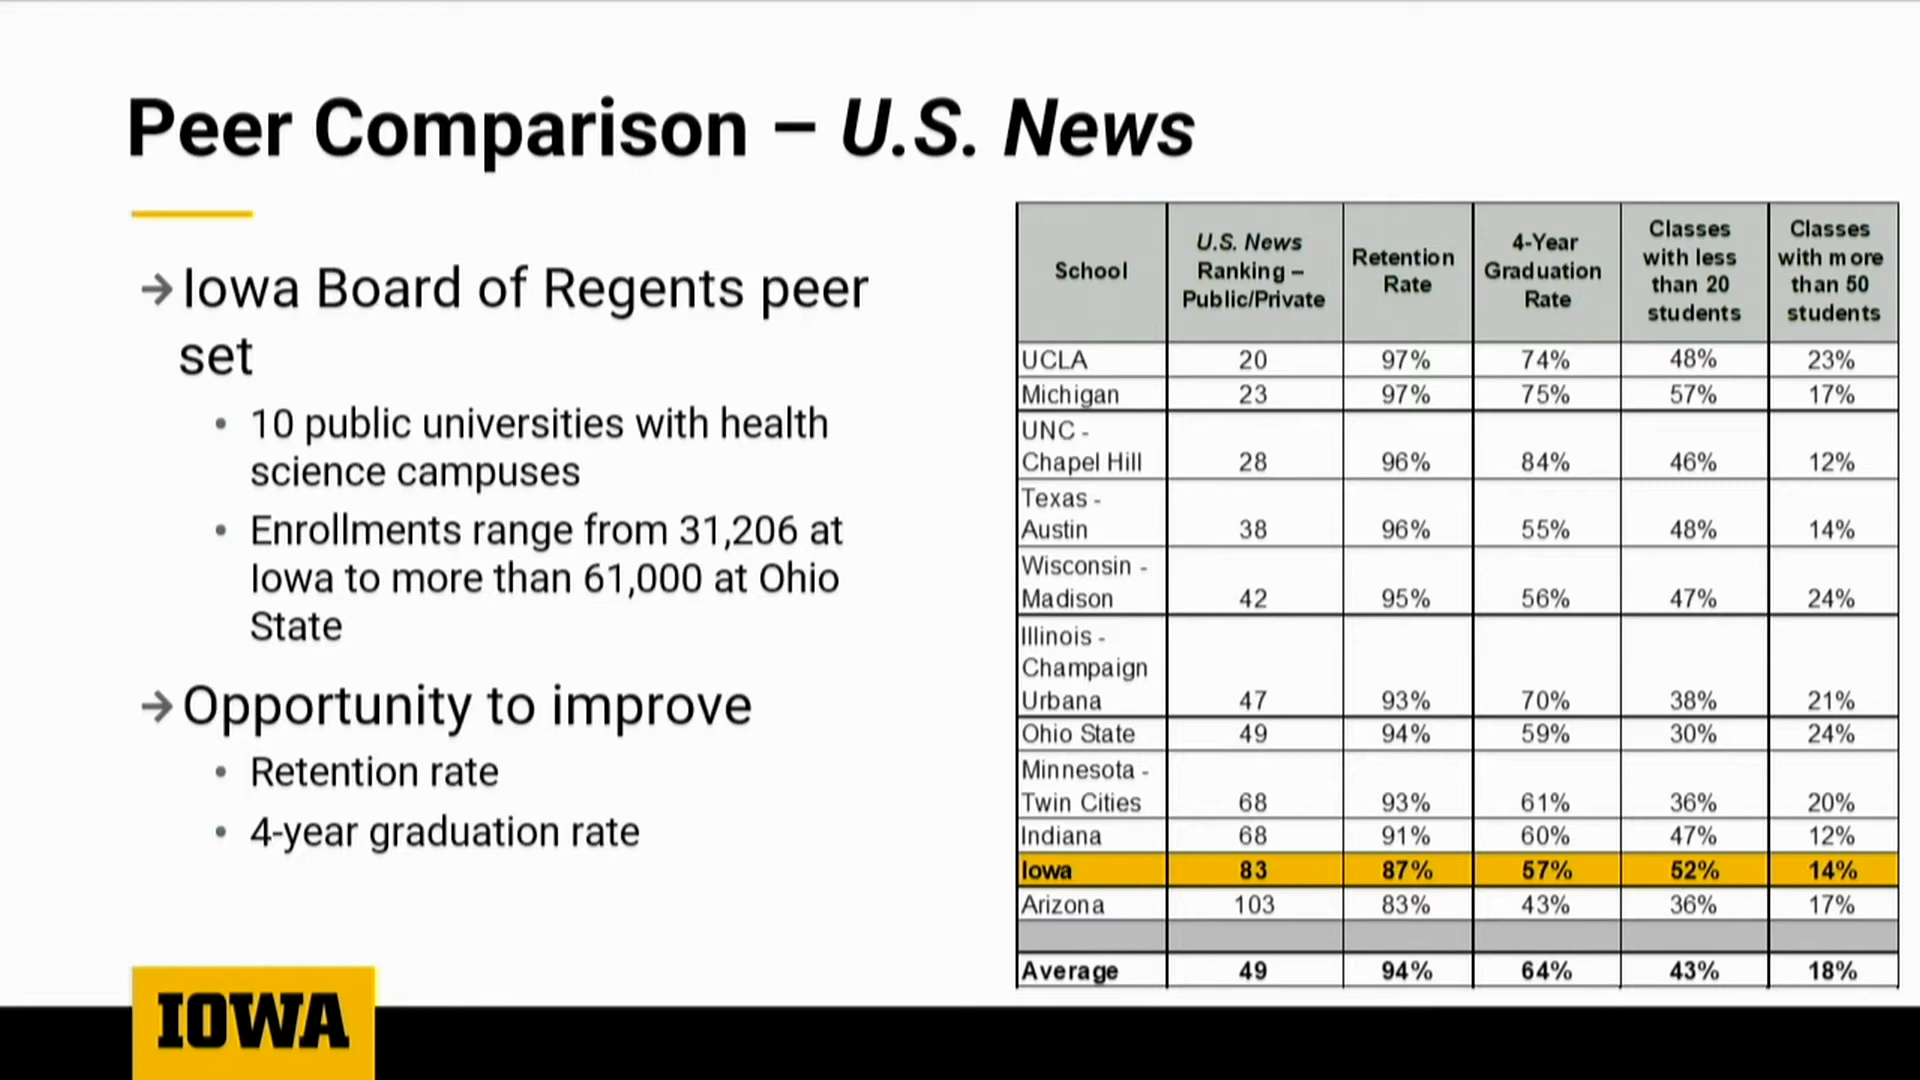 Peer Comparison – U.S. News
→Iowa Board of Regents peer
set
• 10 public universities with health
science campuses
• Enrollments range from 31,206 at
Iowa to more than 61,000 at Ohio
State
→Opportunity to improve
• Retention rate
• 4-year graduation rate
School
U.S. News
Ranking –
Public/Private
Retention
Rate
4-Year
Graduation
Rate
Classes
with less
than 20
students
Classes
with more
than 50
students
UCLA 20 97% 74% 48% 23%
Michigan 23 97% 75% 57% 17%
UNC -
Chapel Hill 28 96% 84% 46% 12%
Texas -
Austin 38 96% 55% 48% 14%
Wisconsin -
Madison 42 95% 56% 47% 24%
Illinois -
Champaign
Urbana 47 93% 70% 38% 21%
Ohio State 49 94% 59% 30% 24%
Minnesota -
Twin Cities 68 93% 61% 36% 20%
Indiana 68 91% 60% 47% 12%
Iowa 83 87% 57% 52% 14%
Arizona 103 83% 43% 36% 17%
Average 49 94% 64% 43% 18%
IOWA